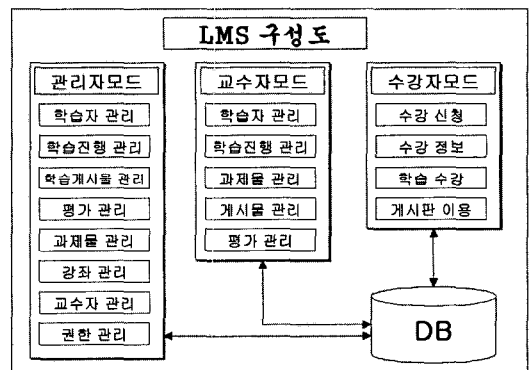 LMS 구성도
관리자모드
학습자 관리
학습진행 관리
학습게시물 관리
평가 관리
과제물 관리
강좌 관리
교수자 관리
권한 관리
교수자모드
학습자 관리
학습진행 관리
과제물 관리
게시물 관리
평가 관리
수강자모드
수강 신청
수강 정보
학습 수강
게시판 이용
DB